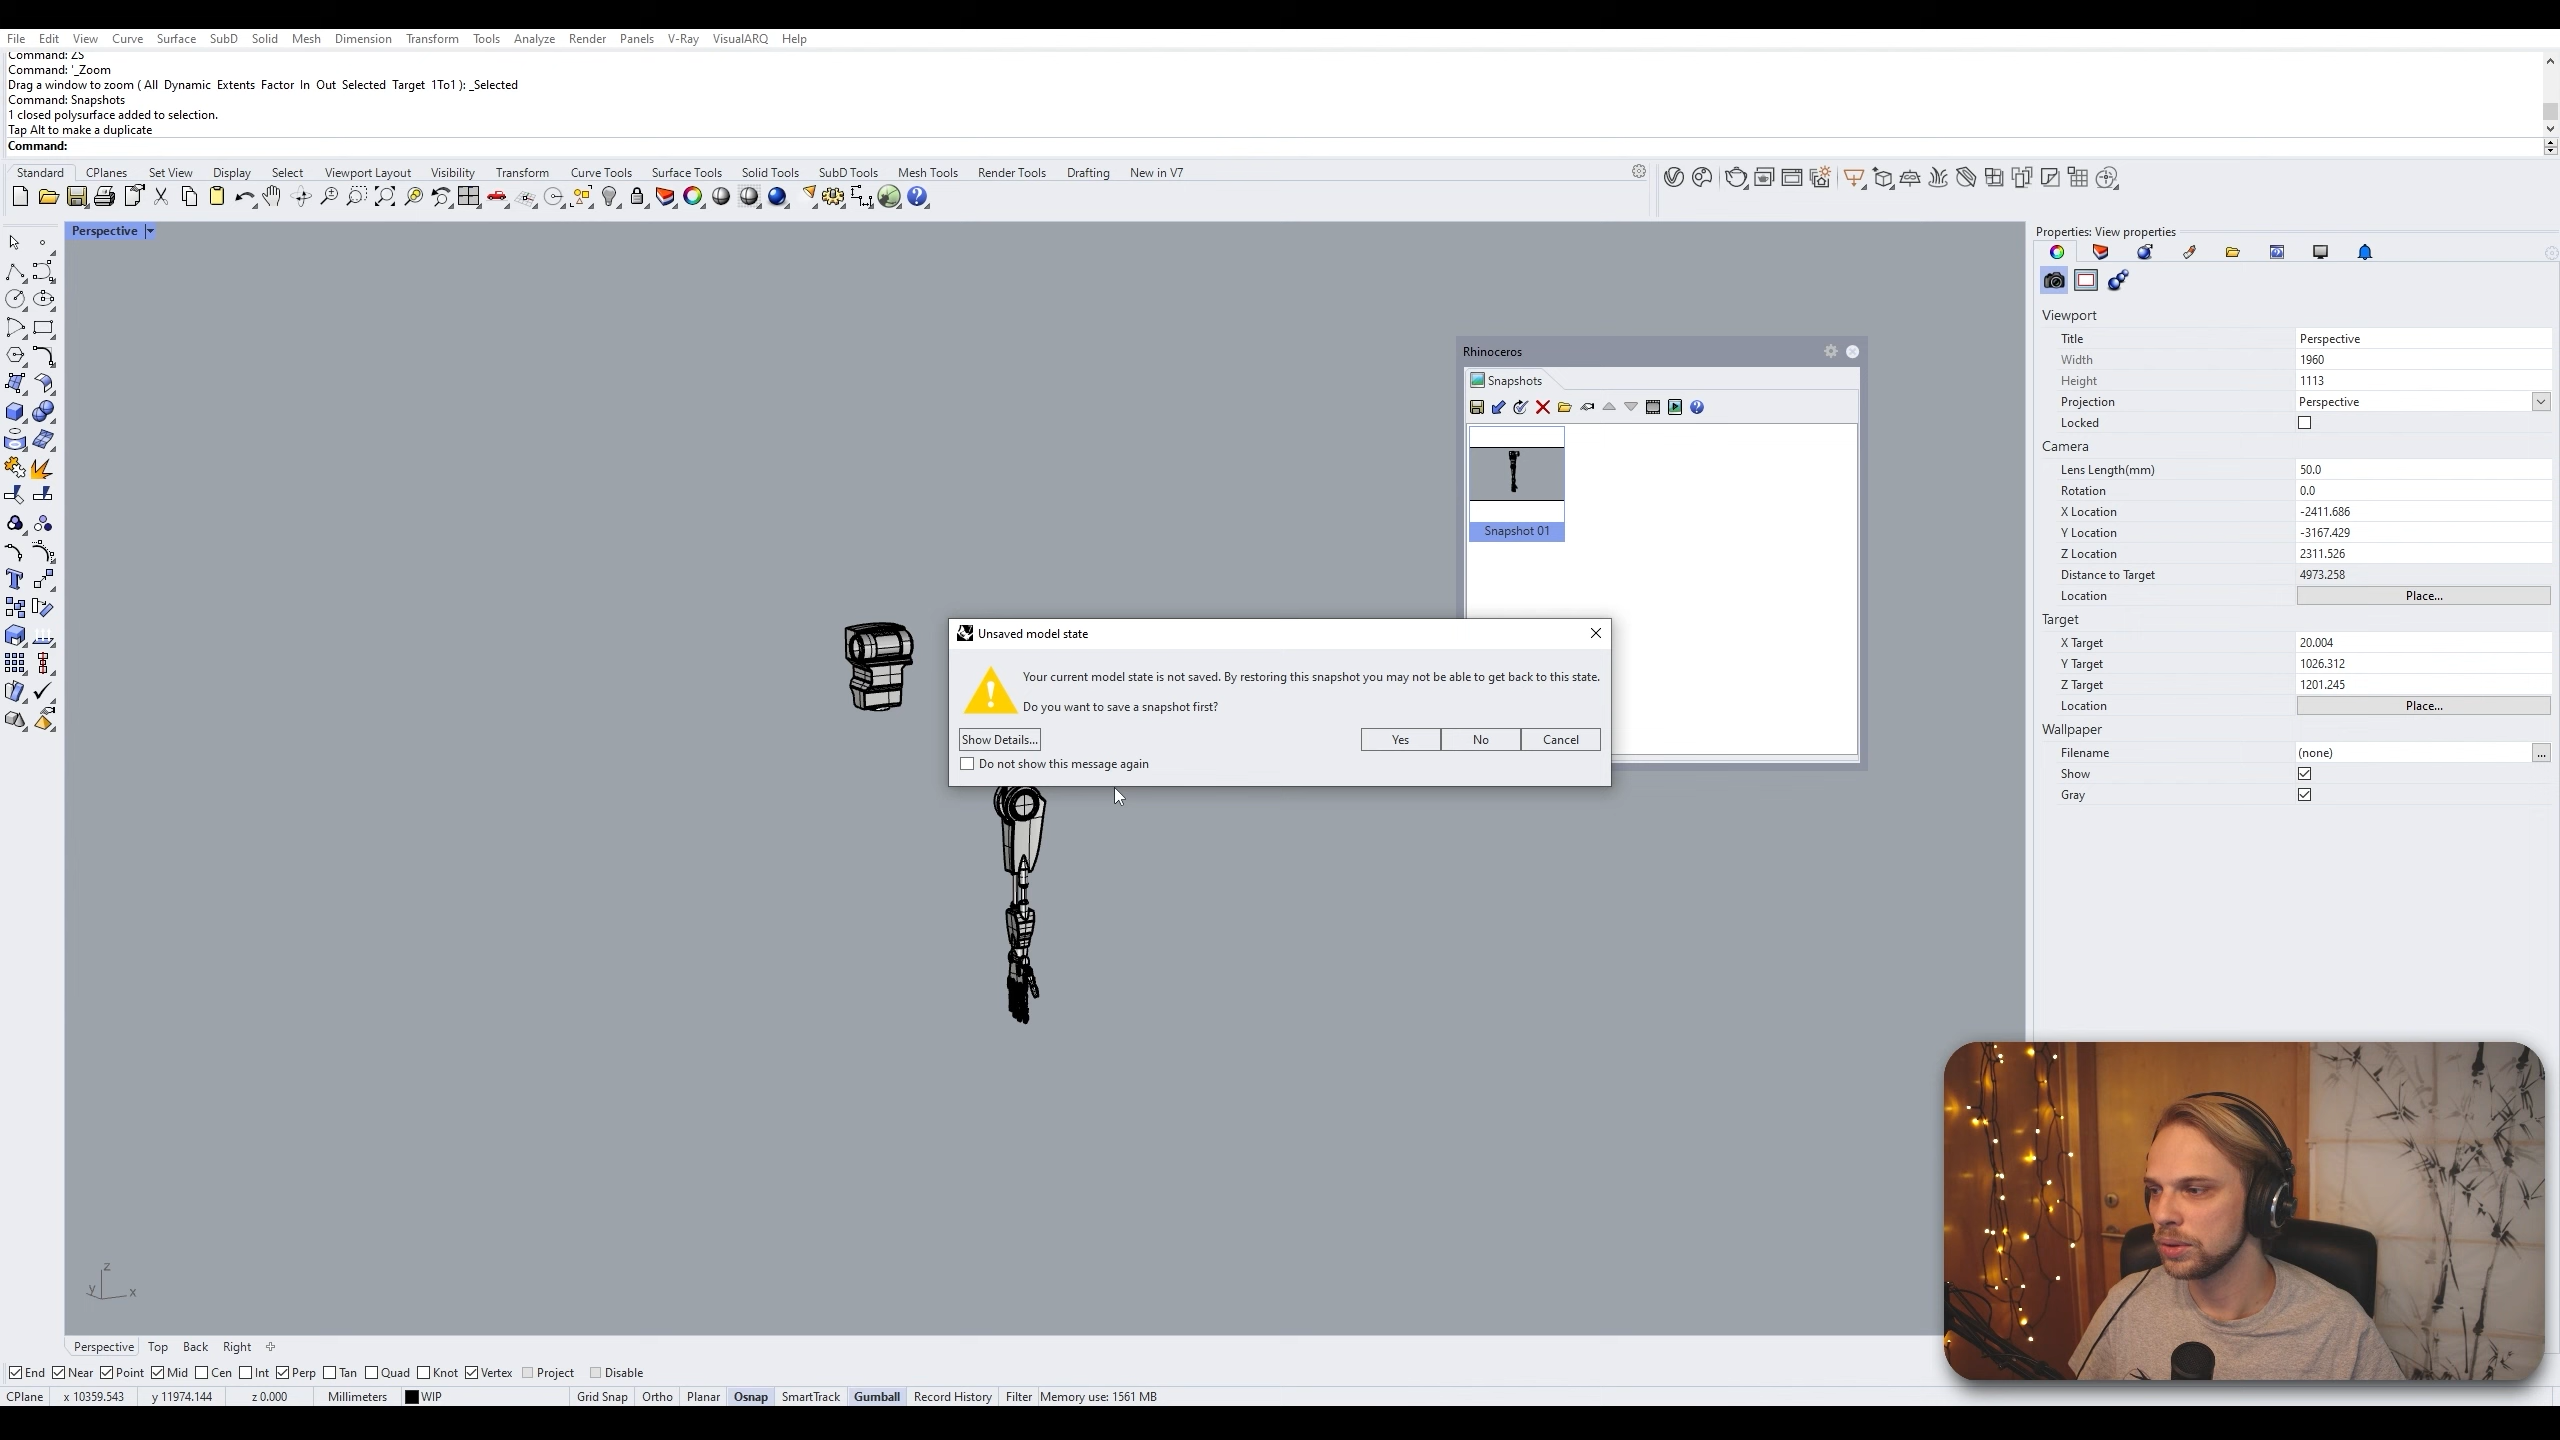 File Edit View Curve Surface SubD Solid Mesh Dimension Transform Tools Analyze Render Panels V-Ray VisualARQ Help
Command: ZS
Command: '_Zoom
Drag a window to zoom ( All Dynamic Extents Factor In Out Selected Target 1To1 ): _Selected
Command: Snapshots
1 closed polysurface added to selection.
Tap Alt to make a duplicate
Command:
Standard CPlanes Set View Display Select Viewport Layout Visibility Transform Curve Tools Surface Tools Solid Tools SubD Tools Mesh Tools Render Tools Drafting New in V7
Perspective
Rhinoceros
Snapshots
Snapshot 01
Unsaved model state
Your current model state is not saved. By restoring this snapshot you may not be able to get back to this state.
Do you want to save a snapshot first?
Show Details... Yes No Cancel
Do not show this message again
Properties: View properties
Viewport
Title Perspective
Width 1960
Height 1113
Projection Perspective
Locked
Camera
Lens Length(mm) 50.0
Rotation 0.0
X Location -2411.686
Y Location -3167.429
Z Location 2311.526
Distance to Target 4973.258
Location Place...
Target
X Target 20.004
Y Target 1026.312
Z Target 1201.245
Location Place...
Wallpaper
Filename (none) ...
Show
Gray
z
y x
Perspective Top Back Right
End Near Point Mid Cen Int Perp Tan Quad Knot Vertex Project Disable
CPlane x 10359.543 y 11974.144 z 0.000 Millimeters WIP Grid Snap Ortho Planar Osnap SmartTrack Gumball Record History Filter Memory use: 1561 MB